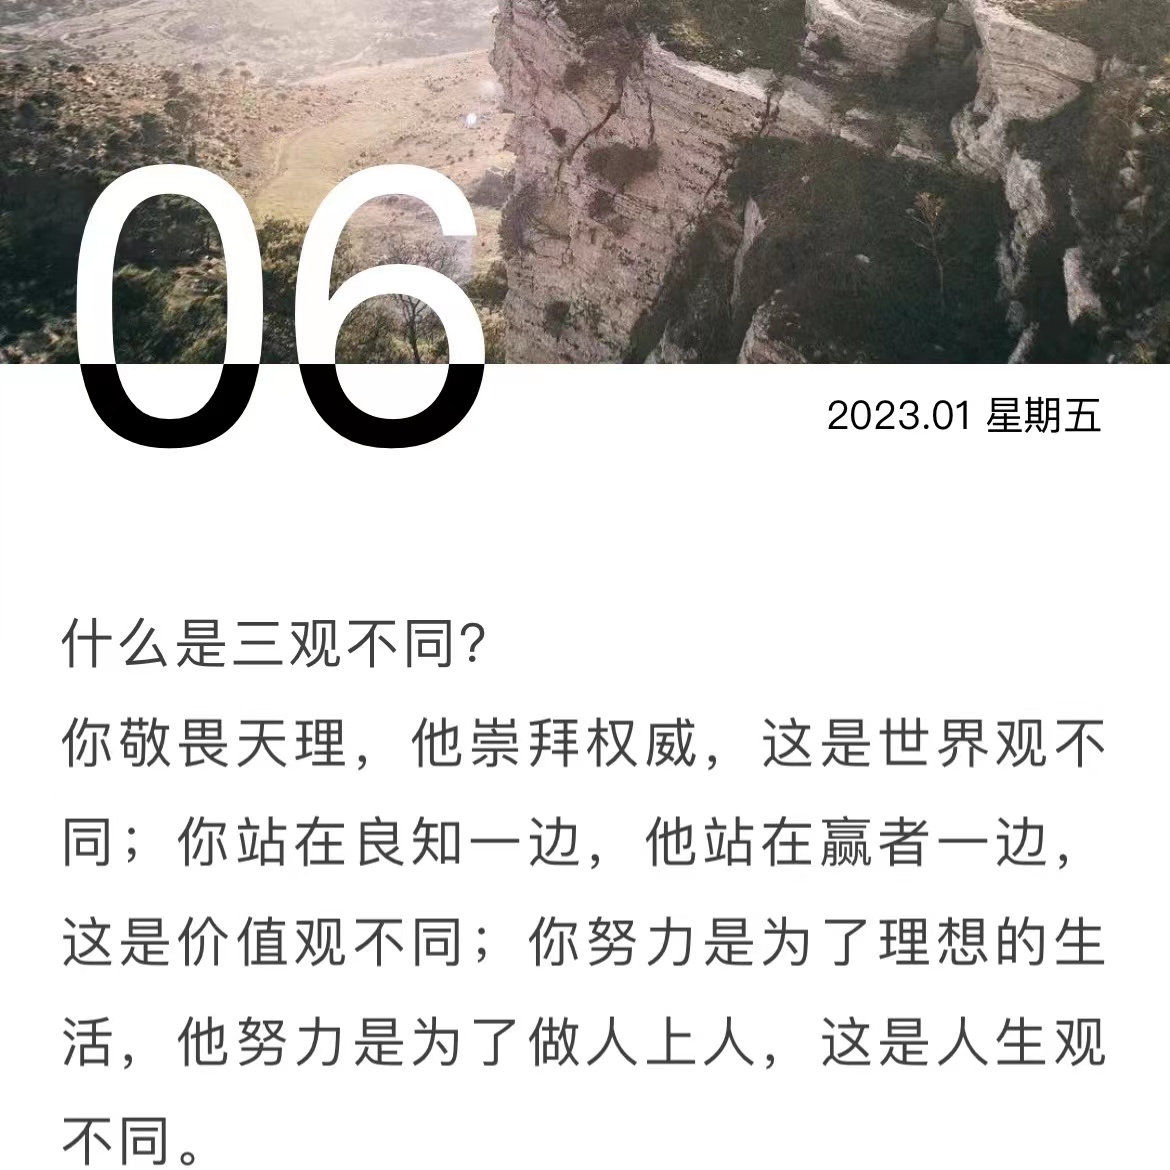 06
2023.01 星期五
什么是三观不同？
你敬畏天理，他崇拜权威，这是世界观不
同；你站在良知一边，他站在赢者一边，
这是价值观不同；你努力是为了理想的生
活，他努力是为了做人上人，这是人生观
不同。